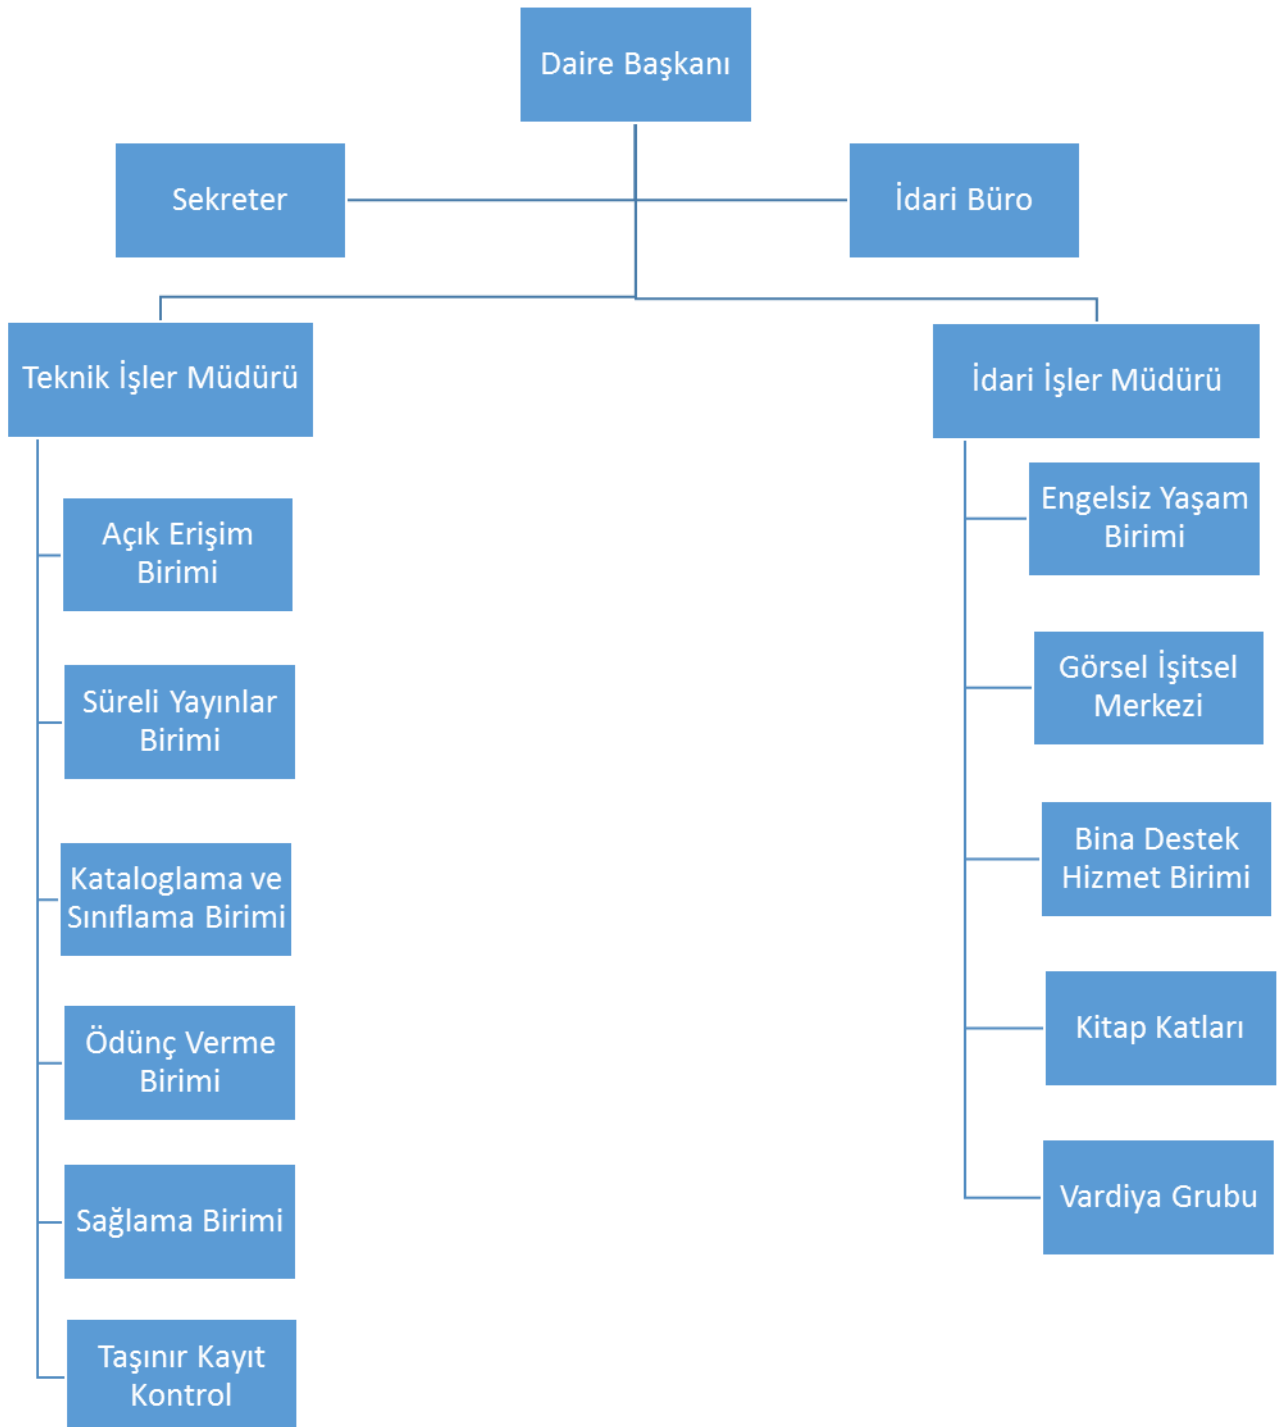 Daire Başkanı
Sekreter
İdari Büro
Teknik İşler Müdürü
İdari İşler Müdürü
Açık Erişim
Birimi
Süreli Yayınlar
Birimi
Kataloglama ve
Sınıflama Birimi
Ödünç Verme
Birimi
Sağlama Birimi
Taşınır Kayıt
Kontrol
Engelsiz Yaşam
Birimi
Görsel İşitsel
Merkezi
Bina Destek
Hizmet Birimi
Kitap Katları
Vardiya Grubu